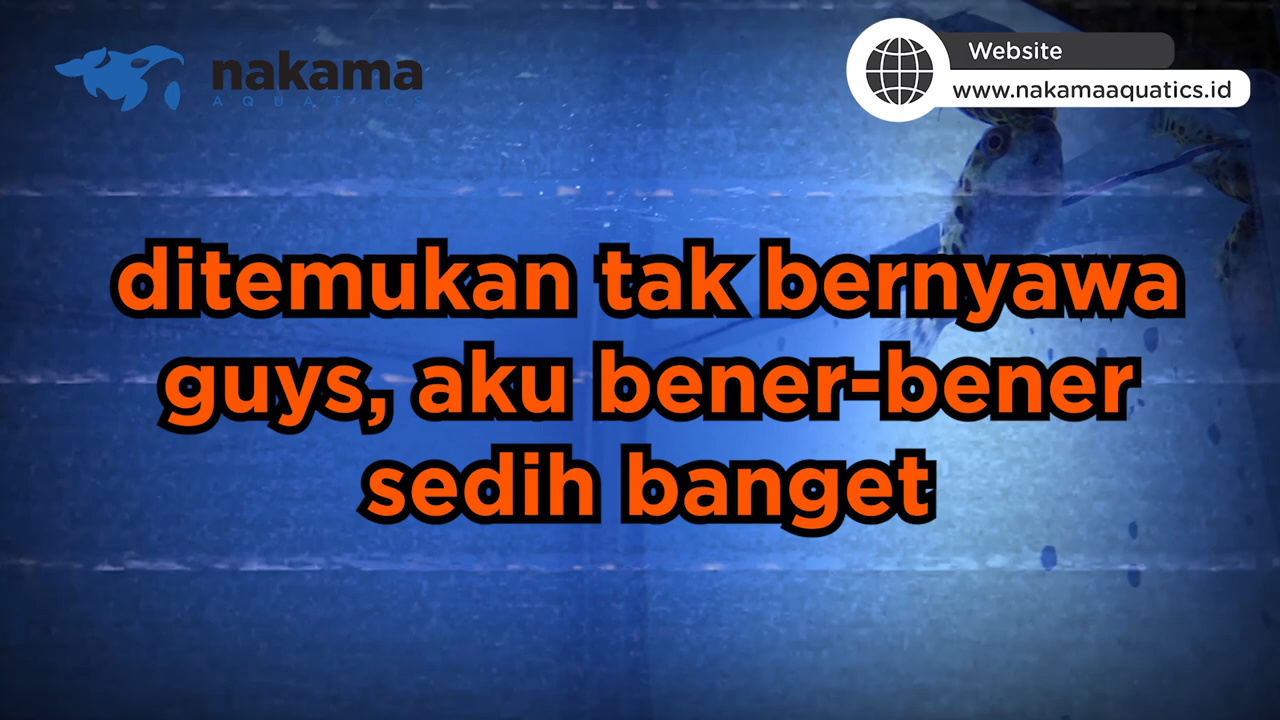 nakama
AQUATICS
Website
www.nakamaaquatics.id
ditemukan tak bernyawa
guys, aku bener-bener
sedih banget